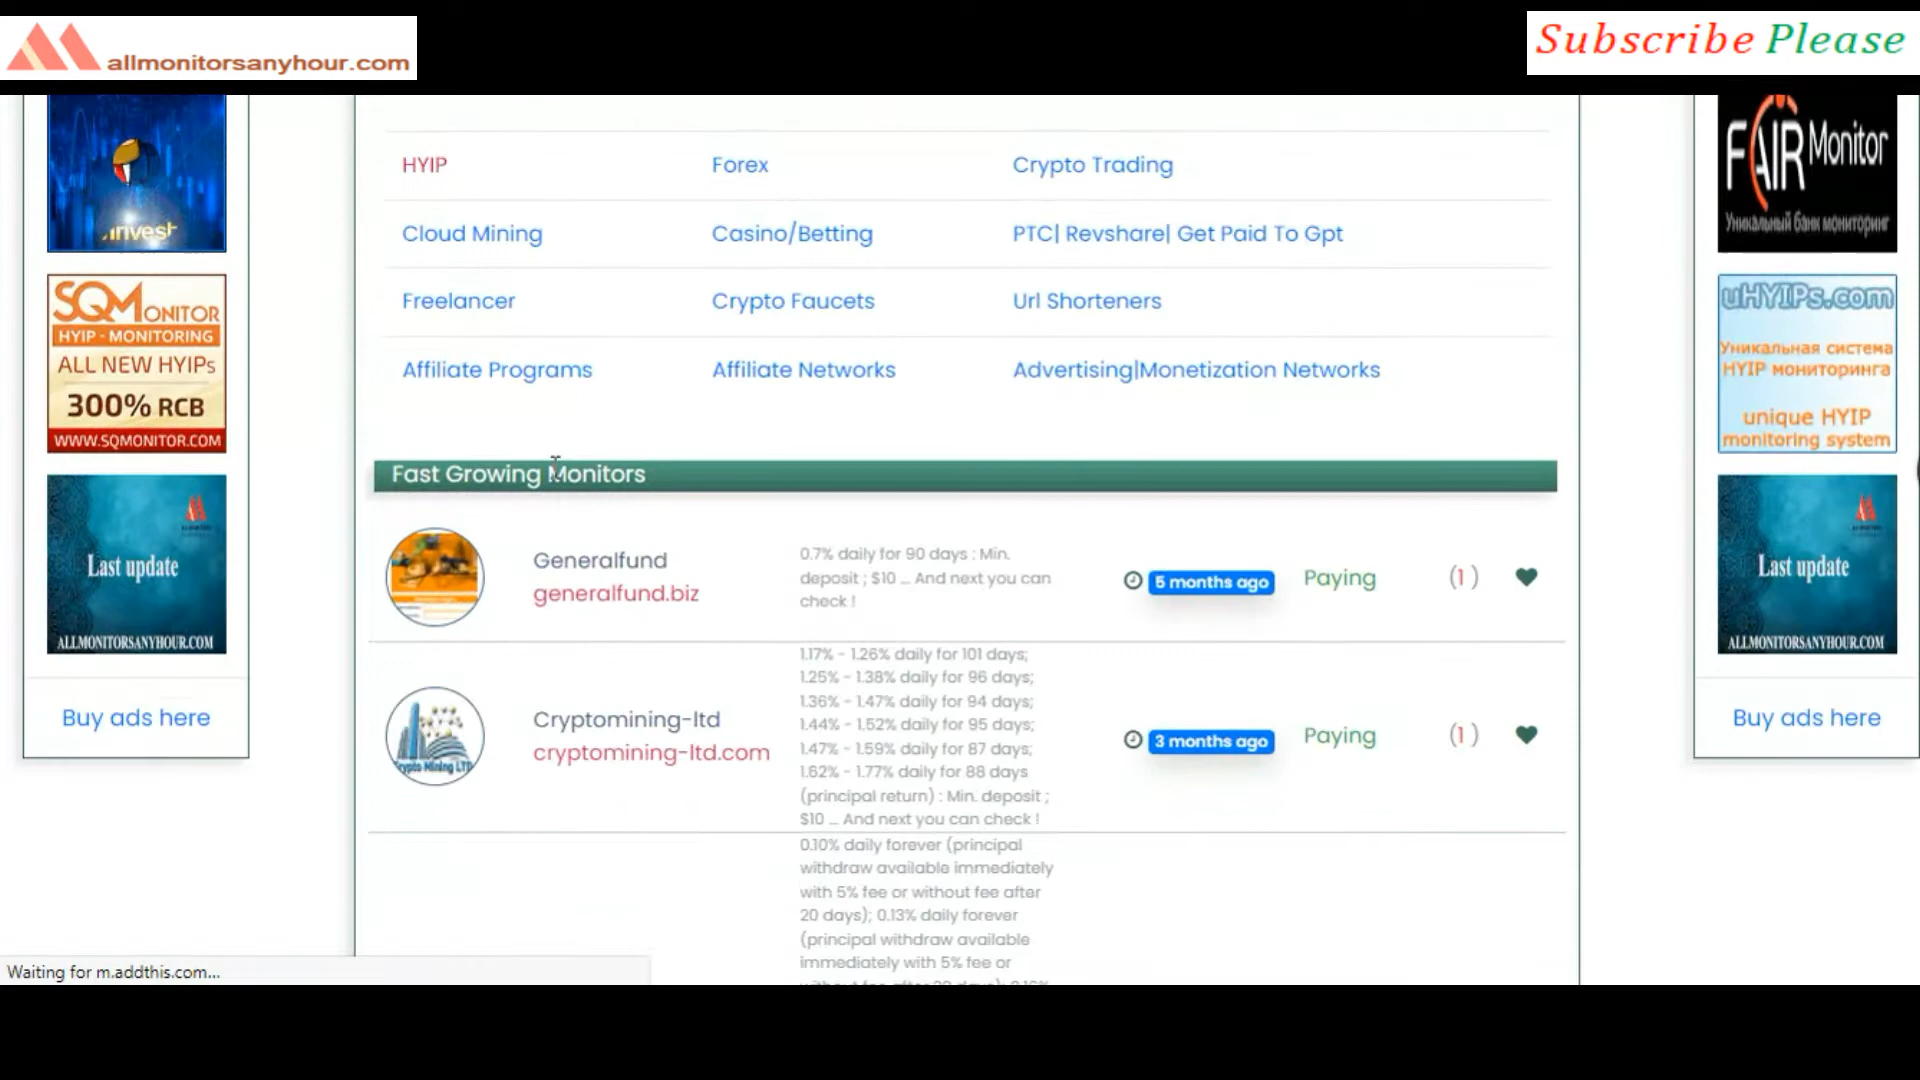 allmonitorsanyhour.com
Subscribe Please
HYIP
Forex
Crypto Trading
Cloud Mining
Casino/Betting
PTC| Revshare| Get Paid To Gpt
Freelancer
Crypto Faucets
Url Shorteners
Affiliate Programs
Affiliate Networks
Advertising|Monetization Networks
Fast Growing Monitors
Generalfund
generalfund.biz
0.7% daily for 90 days : Min.
deposit ; $10 ... And next you can
check !
5 months ago
Paying
(1 )
Cryptomining-ltd
cryptomining-ltd.com
1.17% - 1.26% daily for 101 days;
1.25% - 1.38% daily for 96 days;
1.36% - 1.47% daily for 94 days;
1.44% - 1.52% daily for 95 days;
1.47% - 1.59% daily for 87 days;
1.62% - 1.77% daily for 88 days
(principal return) : Min. deposit ;
$10 ... And next you can check !
3 months ago
Paying
(1 )
0.10% daily forever (principal
withdraw available immediately
with 5% fee or without fee after
20 days); 0.13% daily forever
(principal withdraw available
immediately with 5% fee or
SQMONITOR
HYIP - MONITORING
ALL NEW HYIPs
300% RCB
WWW.SQMONITOR.COM
Last update
ALLMONITORSANYHOUR.COM
Buy ads here
FAIR Monitor
Уникальный банк мониторинг
uHYIPs.com
Уникальная система
HYIP мониторинга
unique HYIP
monitoring system
Last update
ALLMONITORSANYHOUR.COM
Buy ads here
Waiting for m.addthis.com...